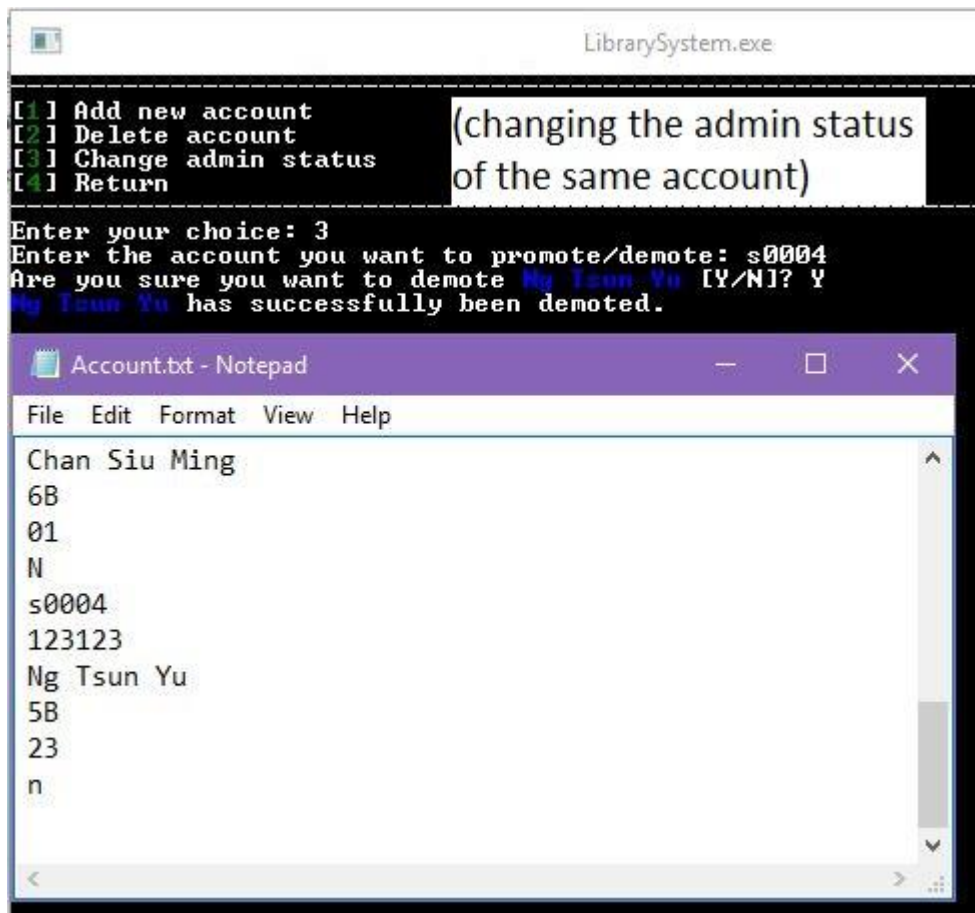 LibrarySystem.exe
[1] Add new account
[2] Delete account
[3] Change admin status
[4] Return
(changing the admin status
of the same account)
Enter your choice: 3
Enter the account you want to promote/demote: s0004
Are you sure you want to demote Ng Tsun Yu [Y/N]? Y
Ng Tsun Yu has successfully been demoted.
Account.txt - Notepad
File Edit Format View Help
Chan Siu Ming
6B
01
N
s0004
123123
Ng Tsun Yu
5B
23
n